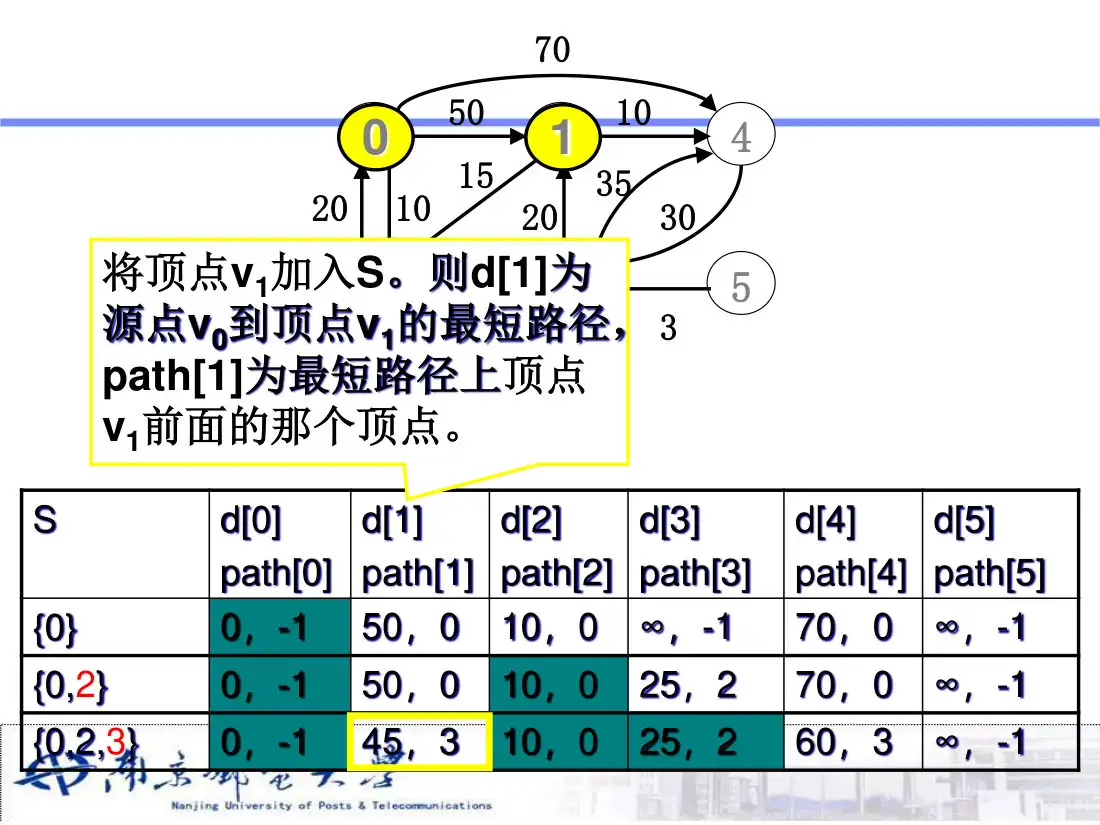 70
50
10
0
1
4
15
35
20
10
20
30
将顶点v1加入S。则d[1]为
源点v0到顶点v1的最短路径，
path[1]为最短路径上顶点
v1前面的那个顶点。
5
3
S d[0] d[1] d[2] d[3] d[4] d[5]
path[0] path[1] path[2] path[3] path[4] path[5]
{0} 0，-1 50，0 10，0 ∞，-1 70，0 ∞，-1
{0,2} 0，-1 50，0 10，0 25，2 70，0 ∞，-1
{0,2,3} 0，-1 45，3 10，0 25，2 60，3 ∞，-1
南京邮电大学
Nanjing University of Posts & Telecommunications